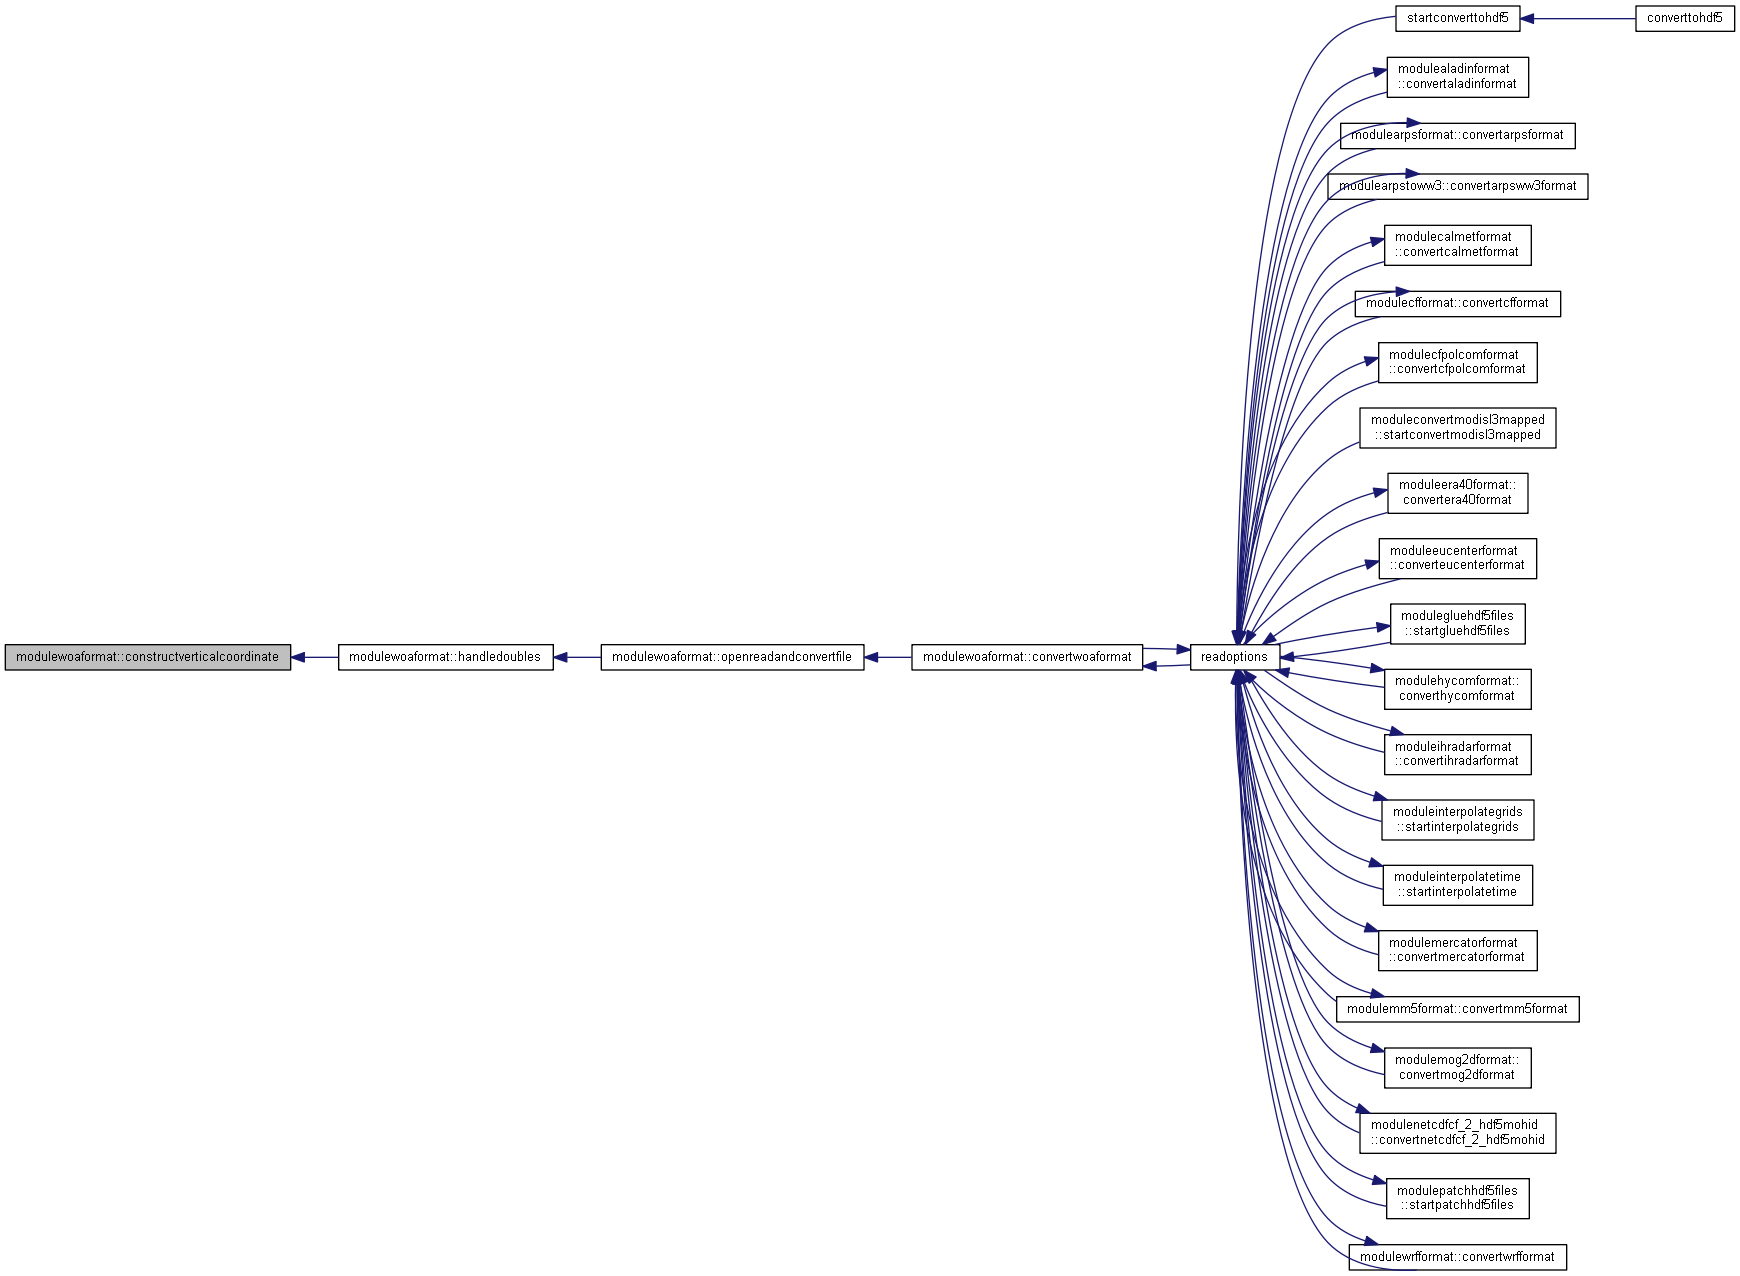 startconverttohdf5
converttohdf5
modulealadinformat
::convertaladinformat
modulearpsformat::convertarpsformat
modulearpstoww3::convertarpsww3format
modulecalmetformat
::convertcalmetformat
modulecfformat::convertcfformat
modulecfpolcomformat
::convertcfpolcomformat
moduleconvertmodisl3mapped
::startconvertmodisl3mapped
moduleera40format::
convertera40format
moduleeucenterformat
::converteucenterformat
modulegluehdf5files
::startgluehdf5files
modulewoaformat::constructverticalcoordinate
modulewoaformat::handledoubles
modulewoaformat::openreadandconvertfile
modulewoaformat::convertwoaformat
readoptions
modulehycomformat::
converthycomformat
moduleihradarformat
::convertihradarformat
moduleinterpolategrids
::startinterpolategrids
moduleinterpolatetime
::startinterpolatetime
modulemercatorformat
::convertmercatorformat
modulemm5format::convertmm5format
modulemog2dformat::
convertmog2dformat
modulenetcdfcf_2_hdf5mohid
::convertnetcdfcf_2_hdf5mohid
modulepatchhdf5files
::startpatchhdf5files
modulewrfformat::convertwrfformat